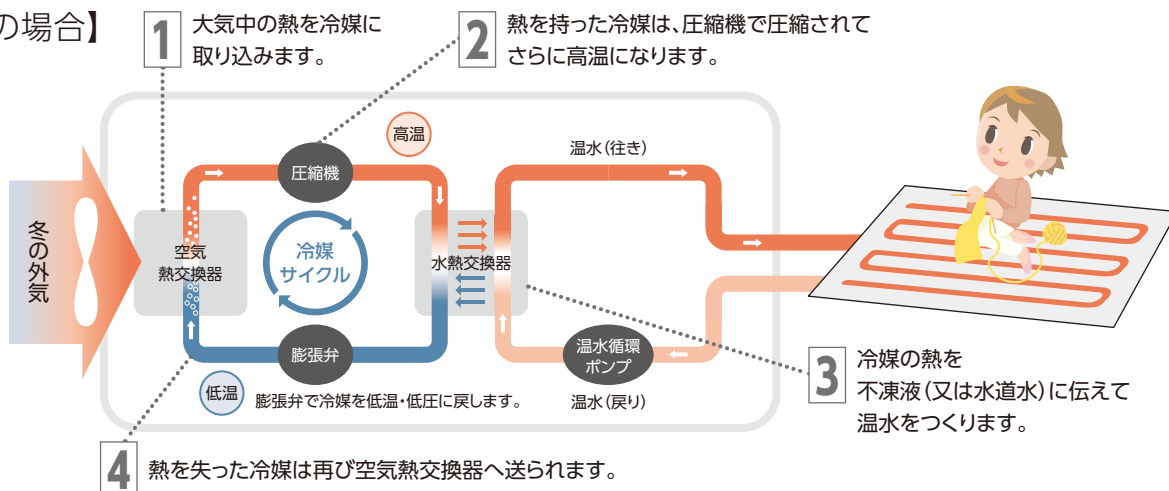 の場合】
1
大気中の熱を冷媒に
取り込みます。
2
熱を持った冷媒は、圧縮機で圧縮されて
さらに高温になります。
高温
圧縮機
温水（往き）
冬の外気
空気
熱交換器
冷媒
サイクル
水熱交換器
膨張弁
温水循環
ポンプ
低温
膨張弁で冷媒を低温・低圧に戻します。
温水（戻り）
3
冷媒の熱を
不凍液（又は水道水）に伝えて
温水をつくります。
4
熱を失った冷媒は再び空気熱交換器へ送られます。